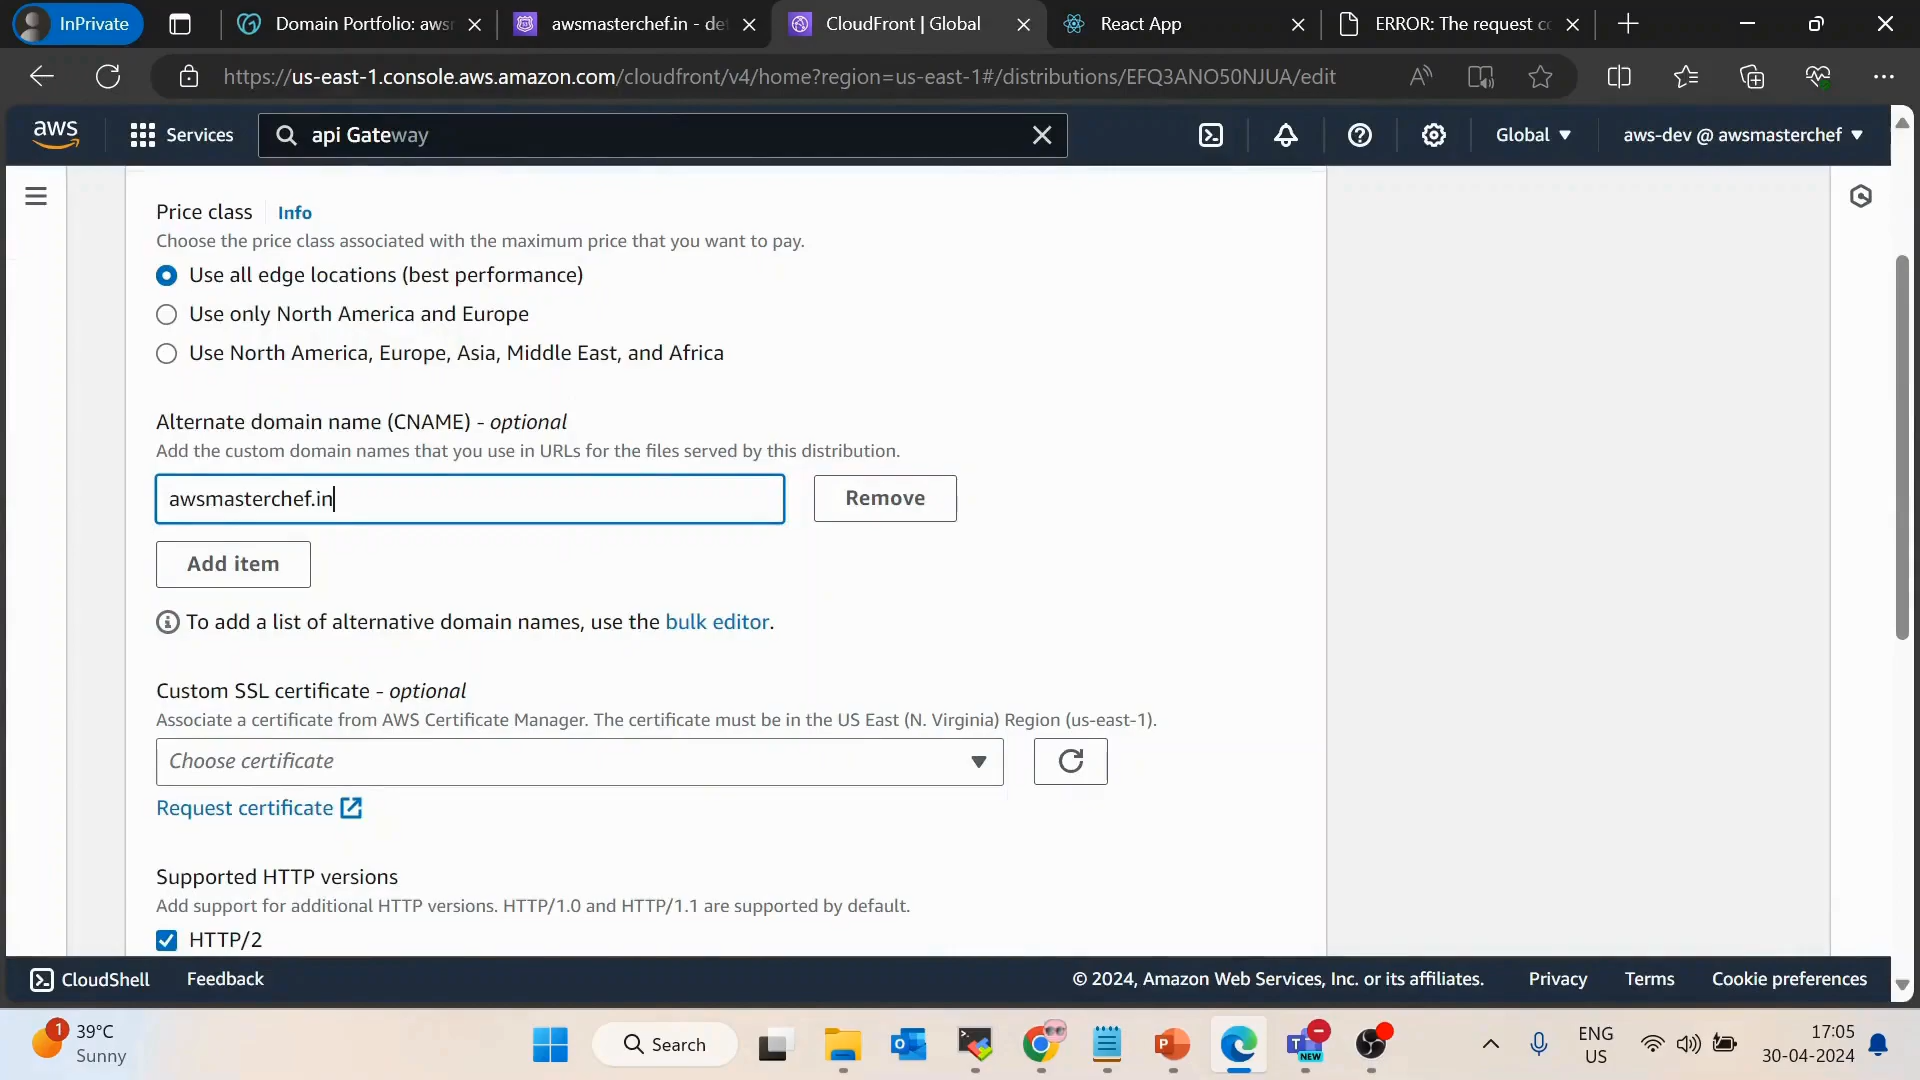 InPrivate
Domain Portfolio: aws
awsmasterchef.in - de
CloudFront | Global
React App
ERROR: The request c
https://us-east-1.console.aws.amazon.com/cloudfront/v4/home?region=us-east-1#/distributions/EFQ3ANO50NJUA/edit
aws
Services
api Gateway
Global
aws-dev @ awsmasterchef
Price class
Info
Choose the price class associated with the maximum price that you want to pay.
Use all edge locations (best performance)
Use only North America and Europe
Use North America, Europe, Asia, Middle East, and Africa
Alternate domain name (CNAME) - optional
Add the custom domain names that you use in URLs for the files served by this distribution.
awsmasterchef.in
Remove
Add item
To add a list of alternative domain names, use the bulk editor.
Custom SSL certificate - optional
Associate a certificate from AWS Certificate Manager. The certificate must be in the US East (N. Virginia) Region (us-east-1).
Choose certificate
Request certificate
Supported HTTP versions
Add support for additional HTTP versions. HTTP/1.0 and HTTP/1.1 are supported by default.
HTTP/2
CloudShell
Feedback
© 2024, Amazon Web Services, Inc. or its affiliates.
Privacy
Terms
Cookie preferences
1
39°C
Sunny
Search
NEW
ENG
US
17:05
30-04-2024